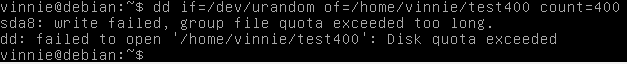 vinnie@debian:~$ dd if=/dev/urandom of=/home/vinnie/test400 count=400
sda8: write failed, group file quota exceeded too long.
dd: failed to open '/home/vinnie/test400': Disk quota exceeded
vinnie@debian:~$